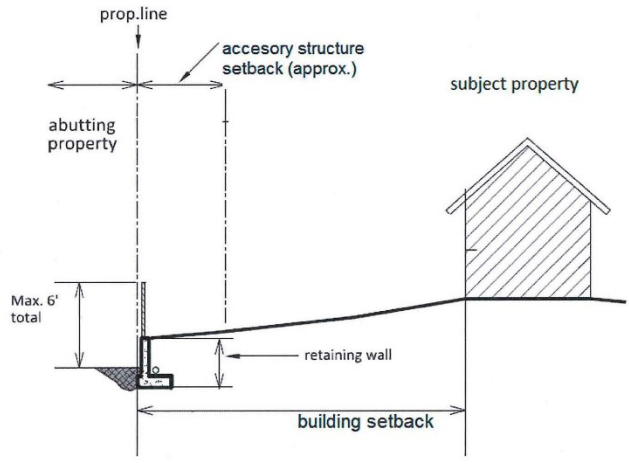 prop.line
accesory structure
setback (approx.)
subject property
abutting
property
Max. 6'
total
retaining wall
building setback